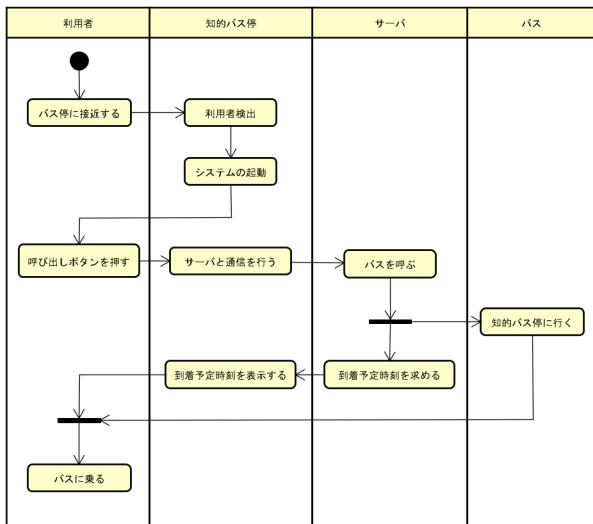 利用者
知的バス停
サーバ
バス
バス停に接近する
利用者検出
システムの起動
呼び出しボタンを押す
サーバと通信を行う
バスを呼ぶ
知的バス停に行く
到着予定時刻を表示する
到着予定時刻を求める
バスに乗る